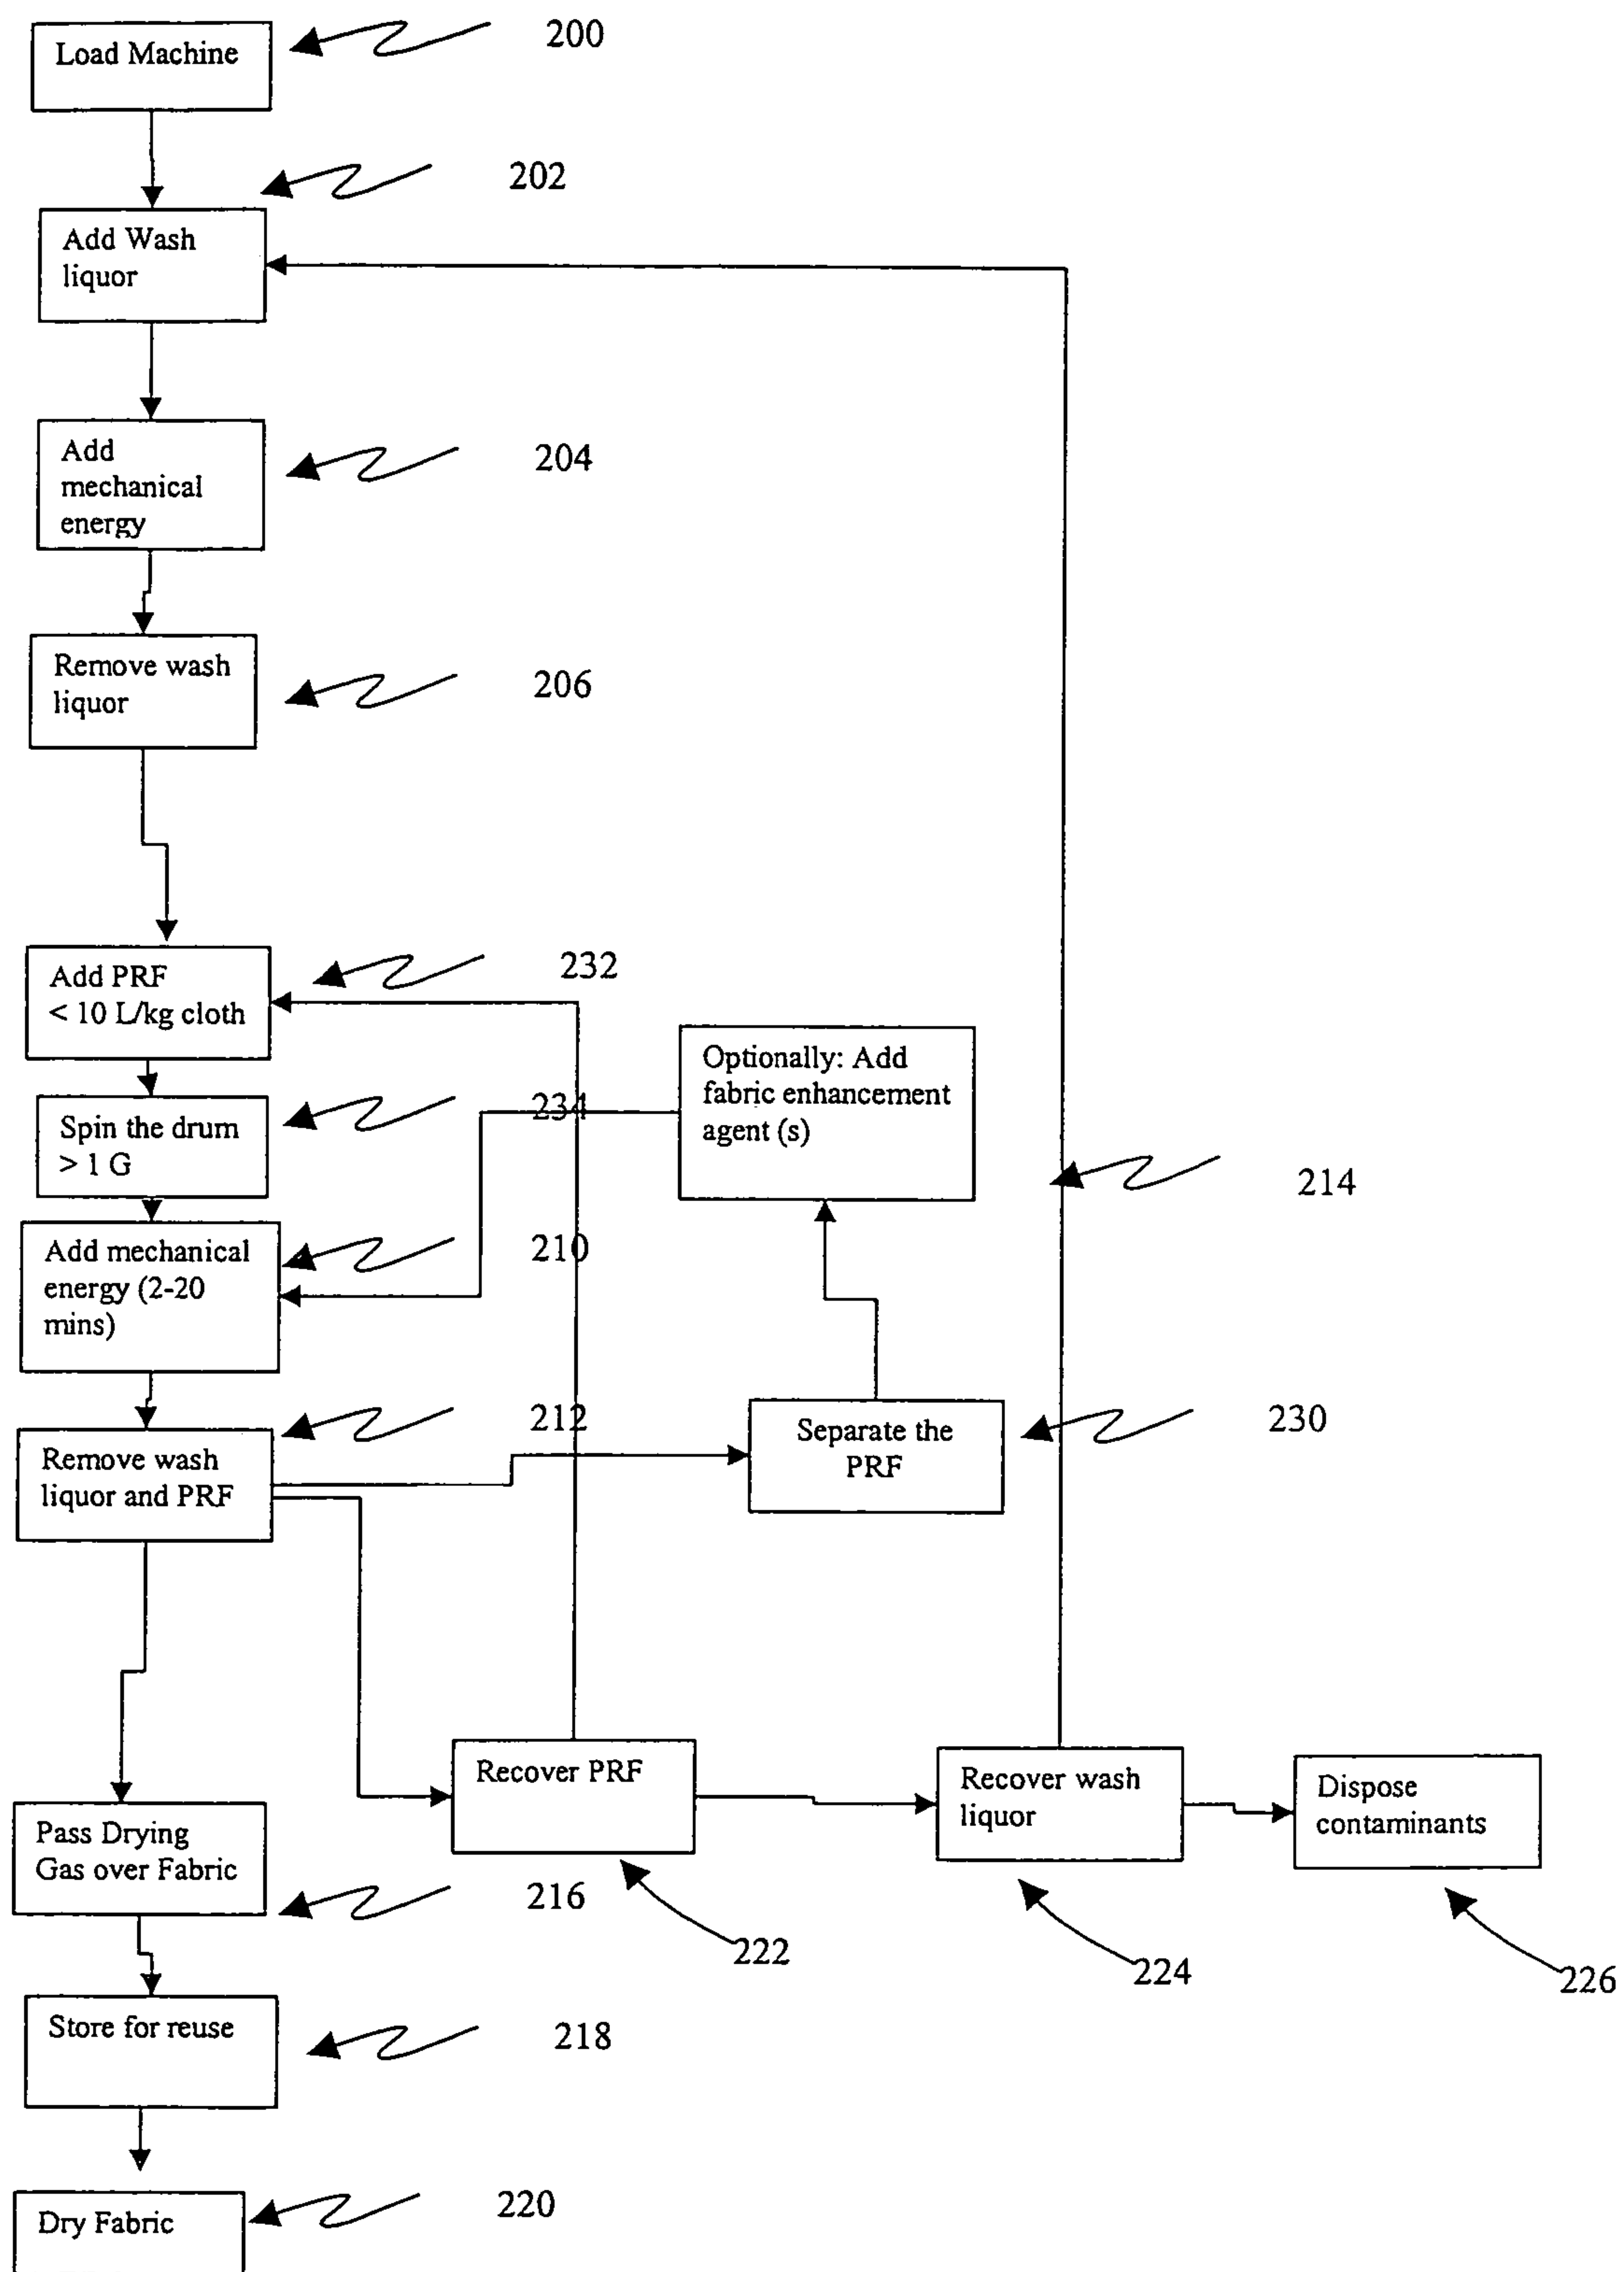 Load Machine
200
202
Add Wash
liquor
Add
mechanical
energy
204
Remove wash
liquor
206
Add PRF
< 10 L/kg cloth
232
Spin the drum
> 1 G
234
Optionally: Add
fabric enhancement
agent (s)
214
Add mechanical
energy (2-20
mins)
210
Remove wash
liquor and PRF
212
Separate the
PRF
230
Recover PRF
222
Recover wash
liquor
224
Dispose
contaminants
226
Pass Drying
Gas over Fabric
216
Store for reuse
218
Dry Fabric
220